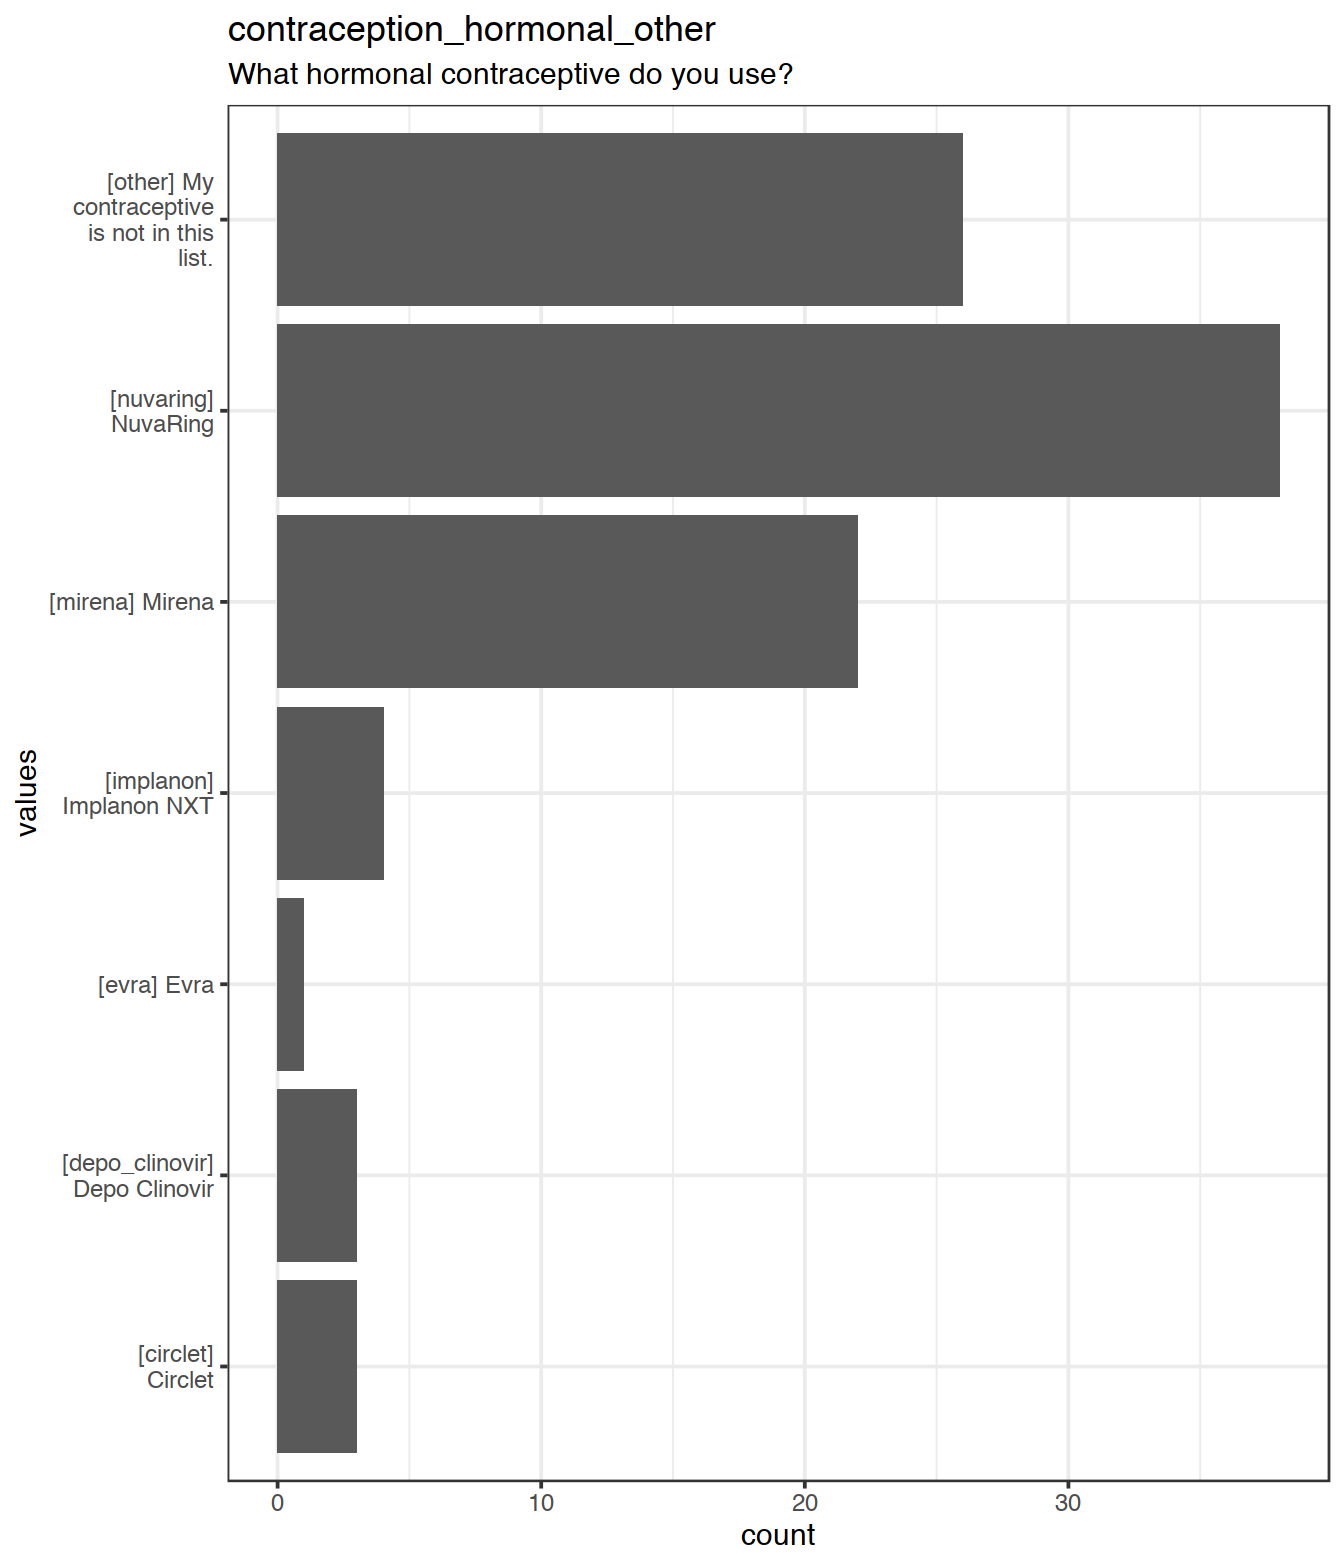 contraception_hormonal_other
What hormonal contraceptive do you use?
[other] My
contraceptive
is not in this
list.
[nuvaring]
NuvaRing
[mirena] Mirena
[implanon]
Implanon NXT
[evra] Evra
[depo_clinovir]
Depo Clinovir
[circlet]
Circlet
values
0 10 20 30
count